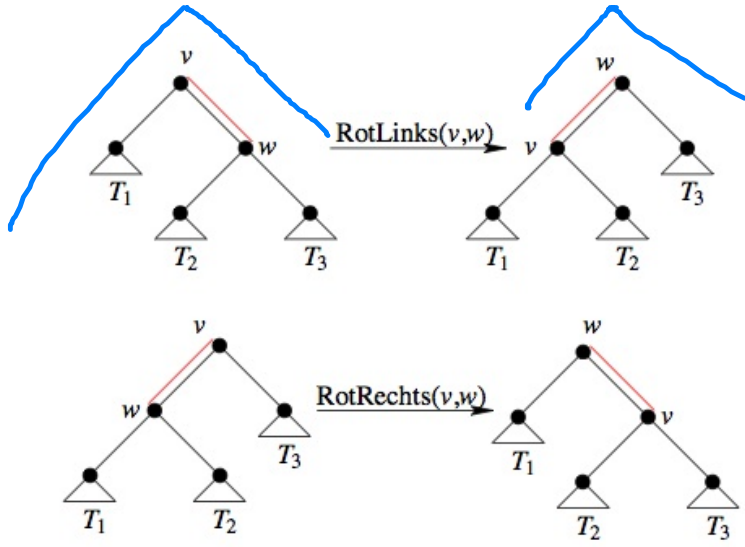 v
w
RotLinks(v,w)
w
v
T1
T2
T3
T1
T2
T3
v
w
RotRechts(v,w)
w
v
T1
T2
T3
T1
T2
T3